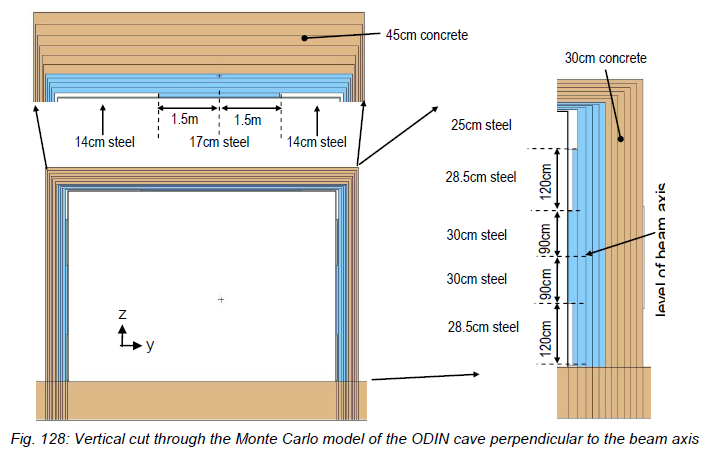 45cm concrete
1.5m 1.5m
14cm steel 17cm steel 14cm steel
z
y
30cm concrete
25cm steel
28.5cm steel
120cm
30cm steel
90cm
level of beam axis
30cm steel
90cm
28.5cm steel
120cm
Fig. 128: Vertical cut through the Monte Carlo model of the ODIN cave perpendicular to the beam axis